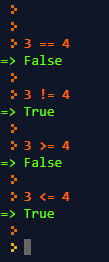 >
>
> 3 == 4
=> False
>
> 3 != 4
=> True
>
> 3 >= 4
=> False
>
> 3 <= 4
=> True
>
>